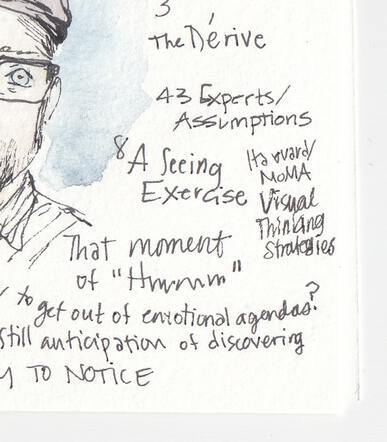 3
The Dérive
43 Experts/
Assumptions
8 A Seeing
Exercise
Harvard/
MoMA
Visual
Thinking
Strategies
That moment
of "Hmmm"
to get out of emotional agendas?
still anticipation of discovering
TO NOTICE